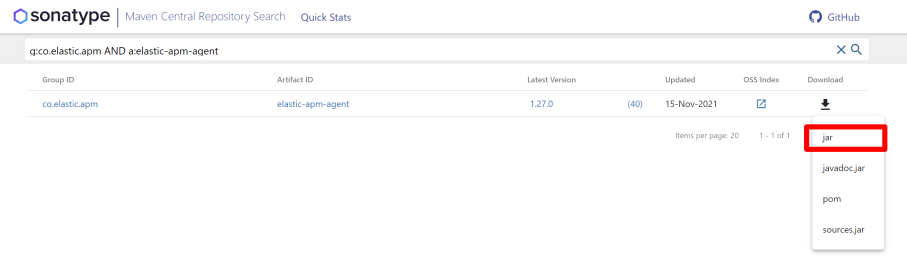 sonatype Maven Central Repository Search Quick Stats GitHub
g:co.elastic.apm AND a:elastic-apm-agent
Group ID Artifact ID Latest Version Updated OSS Index Download
co.elastic.apm elastic-apm-agent 1.27.0 (40) 15-Nov-2021
Items per page: 20 1 - 1 of 1
jar
javadoc.jar
pom
sources.jar